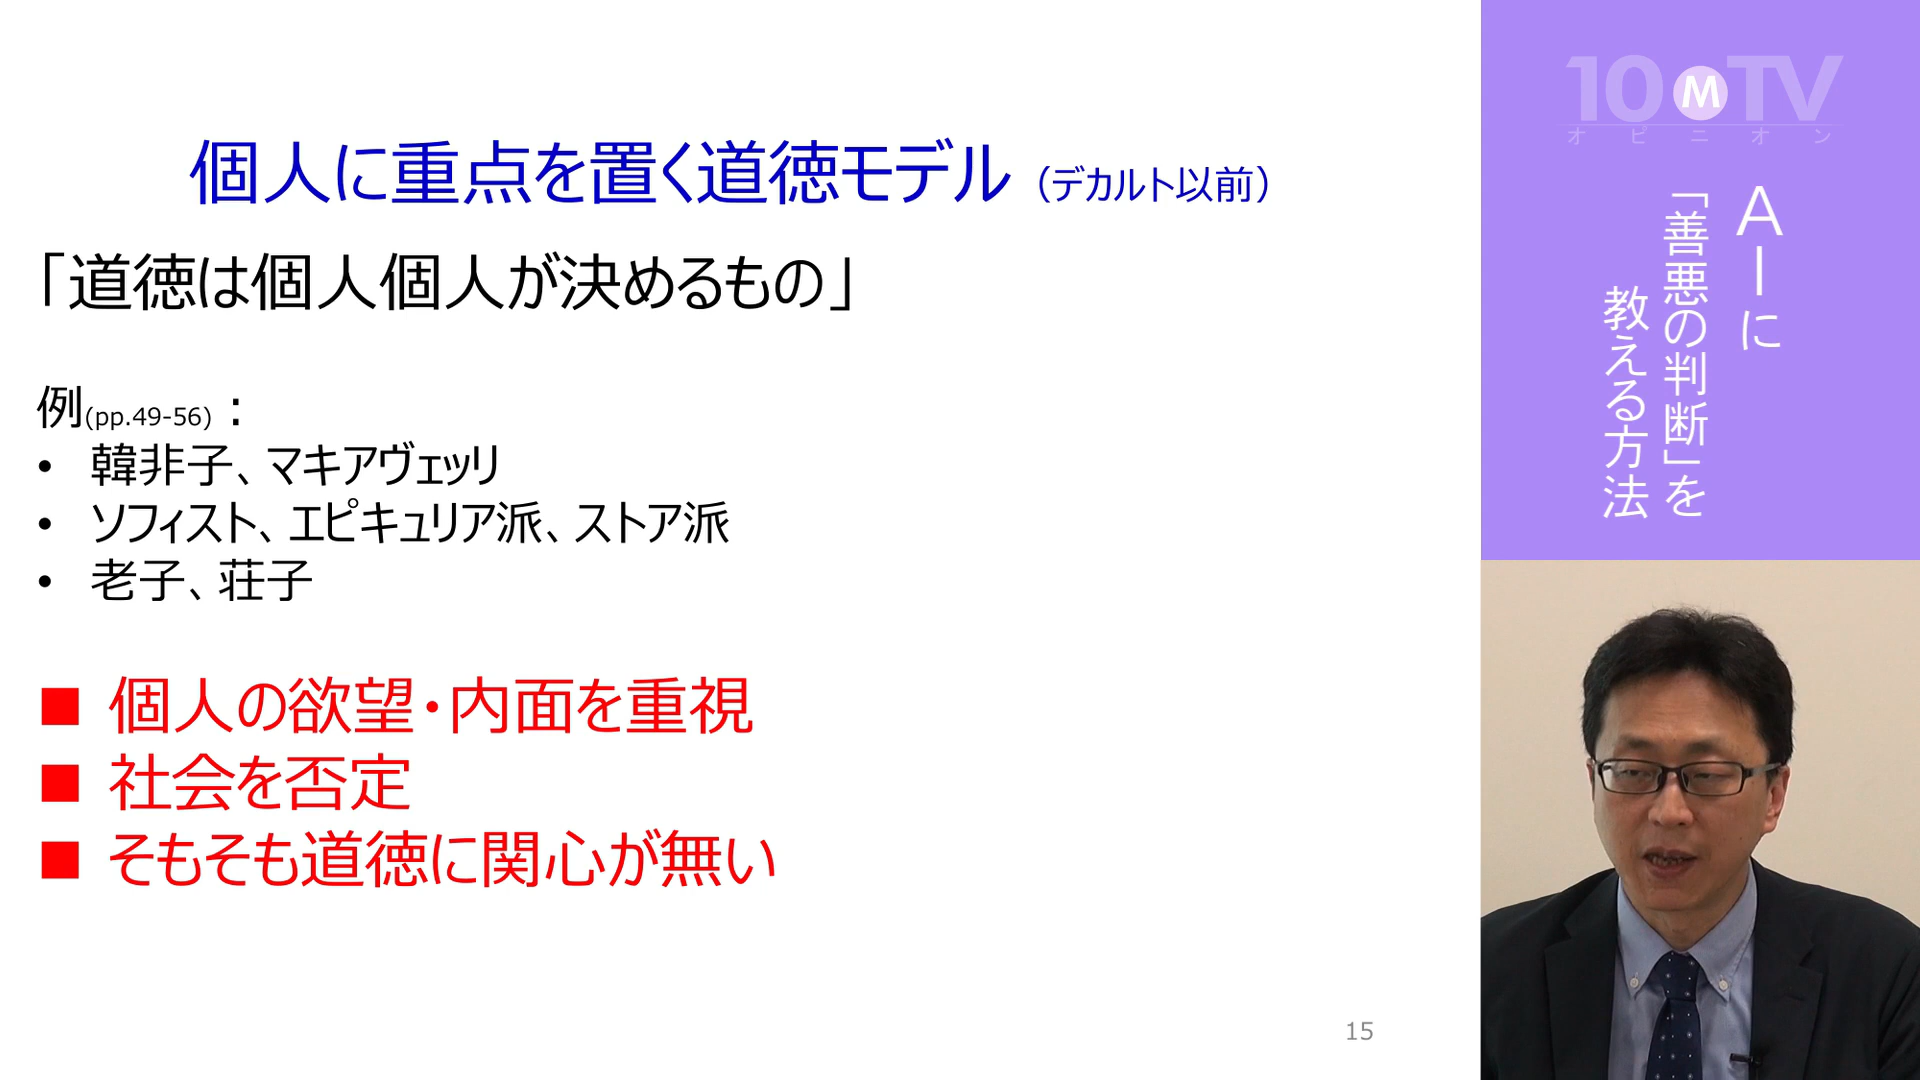 個人に重点を置く道徳モデル（デカルト以前）
「道徳は個人個人が決めるもの」
例(pp.49-56)：
• 韓非子、マキアヴェッリ
• ソフィスト、エピキュリア派、ストア派
• 老子、荘子
■ 個人の欲望・内面を重視
■ 社会を否定
■ そもそも道徳に関心が無い
15
10MTV
オピニオン
AIに
「善悪の判断」を
教える方法